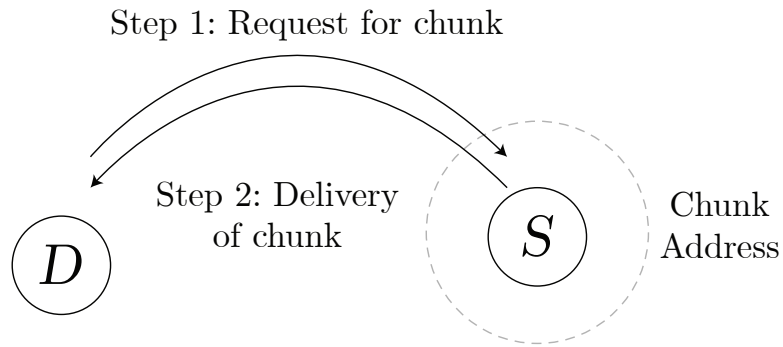 Step 1: Request for chunk
Step 2: Delivery
of chunk
D
S
Chunk
Address